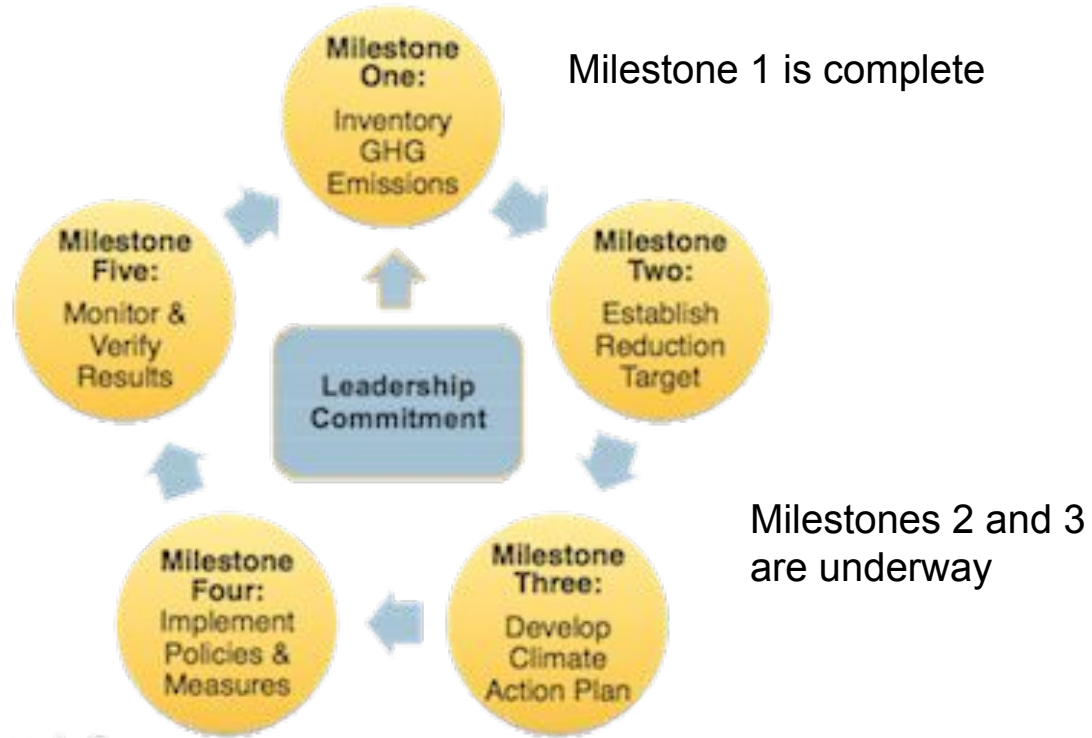 Milestone
One:
Inventory
GHG
Emissions
Milestone 1 is complete
Milestone
Two:
Establish
Reduction
Target
Milestones 2 and 3
are underway
Milestone
Three:
Develop
Climate
Action Plan
Milestone
Four:
Implement
Policies &
Measures
Milestone
Five:
Monitor &
Verify
Results
Leadership
Commitment